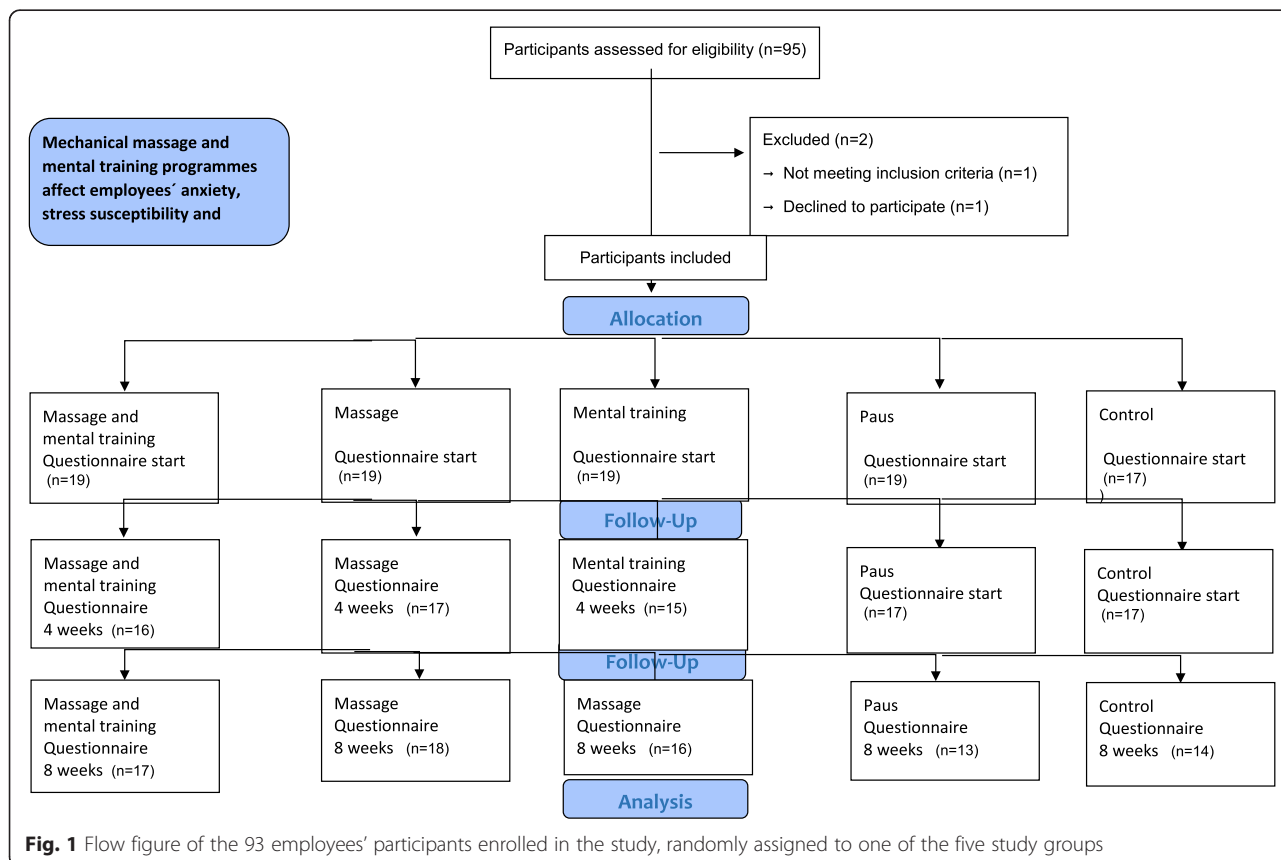 Participants assessed for eligibility (n=95)
Mechanical massage and
mental training programmes
affect employees´ anxiety,
stress susceptibility and
Excluded (n=2)
→ Not meeting inclusion criteria (n=1)
→ Declined to participate (n=1)
Participants included
Allocation
Massage and
mental training
Questionnaire start
(n=19)
Massage
Questionnaire start
(n=19)
Mental training
Questionnaire start
(n=19)
Paus
Questionnaire start
(n=19)
Control
Questionnaire start
(n=17)
)
Follow-Up
Massage and
mental training
Questionnaire
4 weeks (n=16)
Massage
Questionnaire
4 weeks (n=17)
Mental training
Questionnaire
4 weeks (n=15)
Paus
Questionnaire start
(n=17)
Control
Questionnaire start
(n=17)
Follow-Up
Massage and
mental training
Questionnaire
8 weeks (n=17)
Massage
Questionnaire
8 weeks (n=18)
Massage
Questionnaire
8 weeks (n=16)
Paus
Questionnaire
8 weeks (n=13)
Control
Questionnaire
8 weeks (n=14)
Analysis
Fig. 1 Flow figure of the 93 employees’ participants enrolled in the study, randomly assigned to one of the five study groups